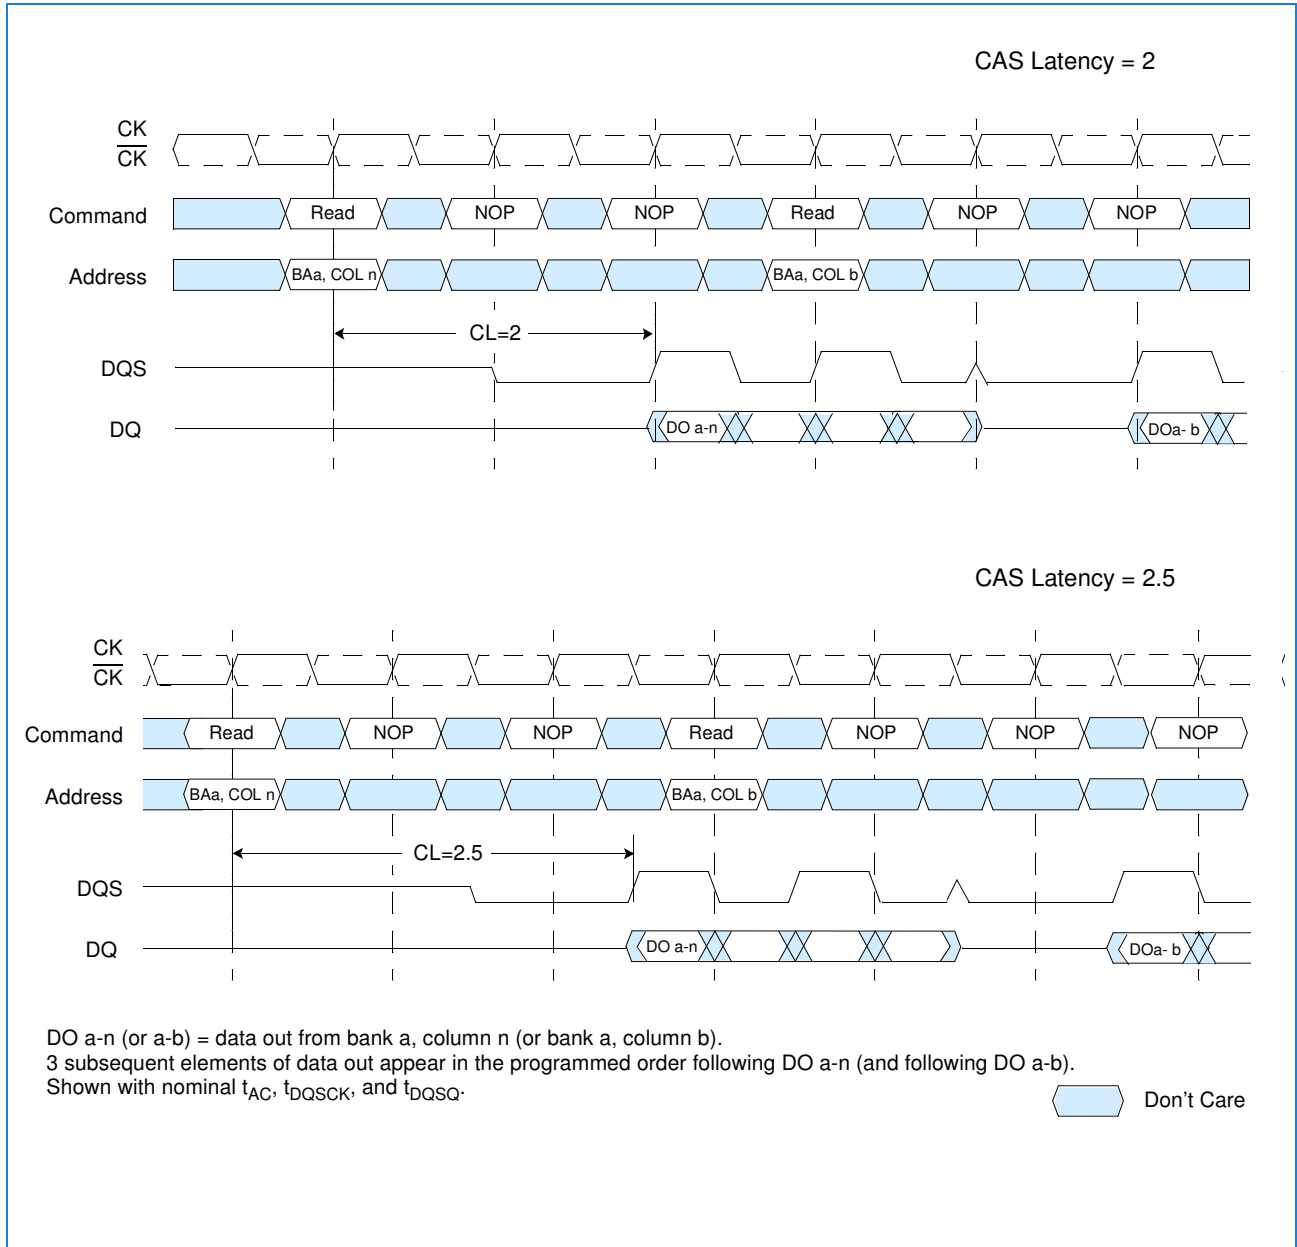 CAS Latency = 2
CK
CK
Command
Read
NOP
NOP
Read
NOP
NOP
Address
BAa, COL n
BAa, COL b
CL=2
DQS
DQ
DO a-n
DOa- b
CAS Latency = 2.5
CK
CK
Command
Read
NOP
NOP
Read
NOP
NOP
NOP
Address
BAa, COL n
BAa, COL b
CL=2.5
DQS
DQ
DO a-n
DOa- b
DO a-n (or a-b) = data out from bank a, column n (or bank a, column b).
3 subsequent elements of data out appear in the programmed order following DO a-n (and following DO a-b).
Shown with nominal tAC, tDQSCK, and tDQSQ.
Don't Care